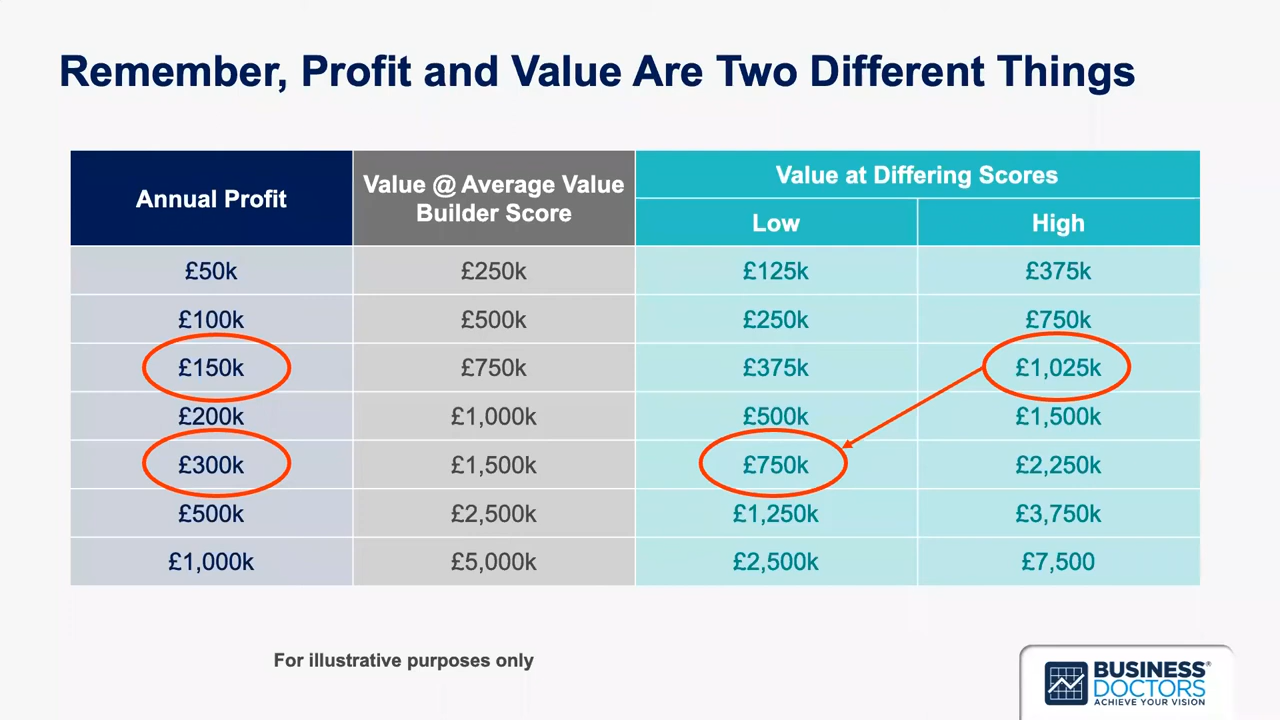 Remember, Profit and Value Are Two Different Things
Annual Profit
Value @ Average Value
Builder Score
Value at Differing Scores
Low
High
£50k £250k £125k £375k
£100k £500k £250k £750k
£150k £750k £375k £1,025k
£200k £1,000k £500k £1,500k
£300k £1,500k £750k £2,250k
£500k £2,500k £1,250k £3,750k
£1,000k £5,000k £2,500k £7,500
For illustrative purposes only
BUSINESS®
DOCTORS
ACHIEVE YOUR VISION